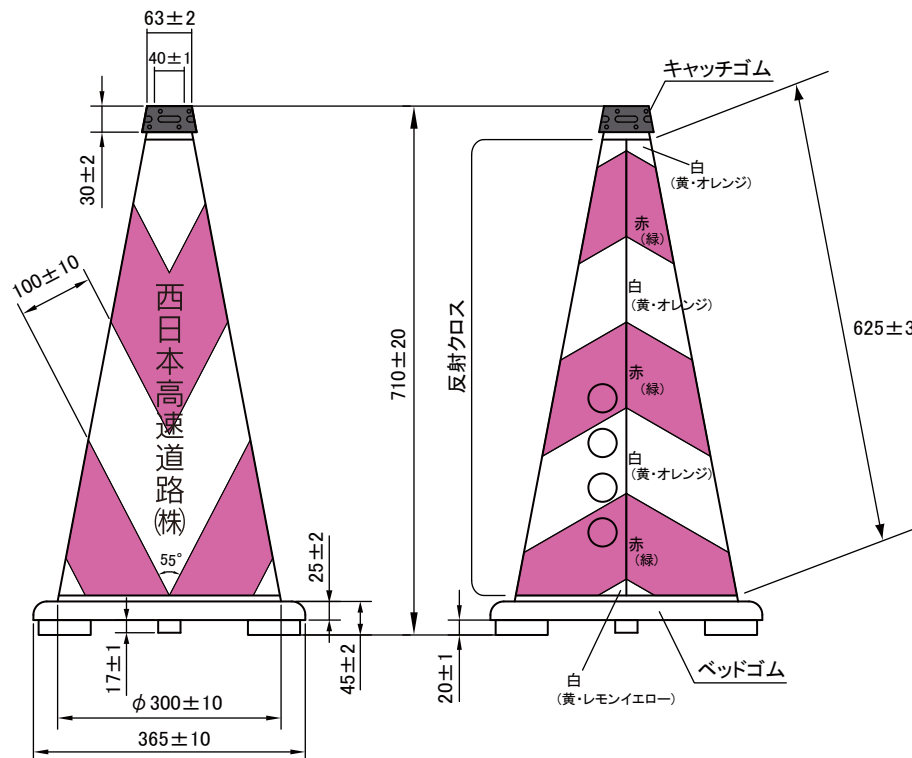 63±2
40±1
30±2
100±10
西日本高速道路㈱
55°
25±2
45±2
17±1
φ300±10
365±10
710±20
反射クロス
キャッチゴム
白
(黄・オレンジ)
赤
(緑)
白
(黄・オレンジ)
赤
(緑)
白
(黄・オレンジ)
赤
(緑)
625±3
20±1
白
(黄・レモンイエロー)
ベッドゴム